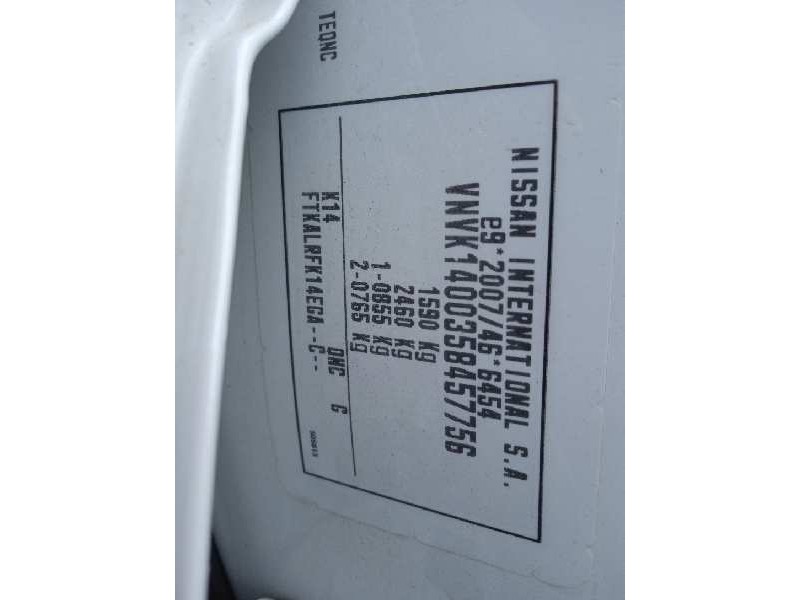 NISSAN INTERNATIONAL S.A.
e9*2007/46*6454
VNVK1400358457756
1590 Kg
2460 Kg
1-0855 Kg
2-0765 Kg
K14 QNC G
FTKALRFK14EGA--C--
TEQNC